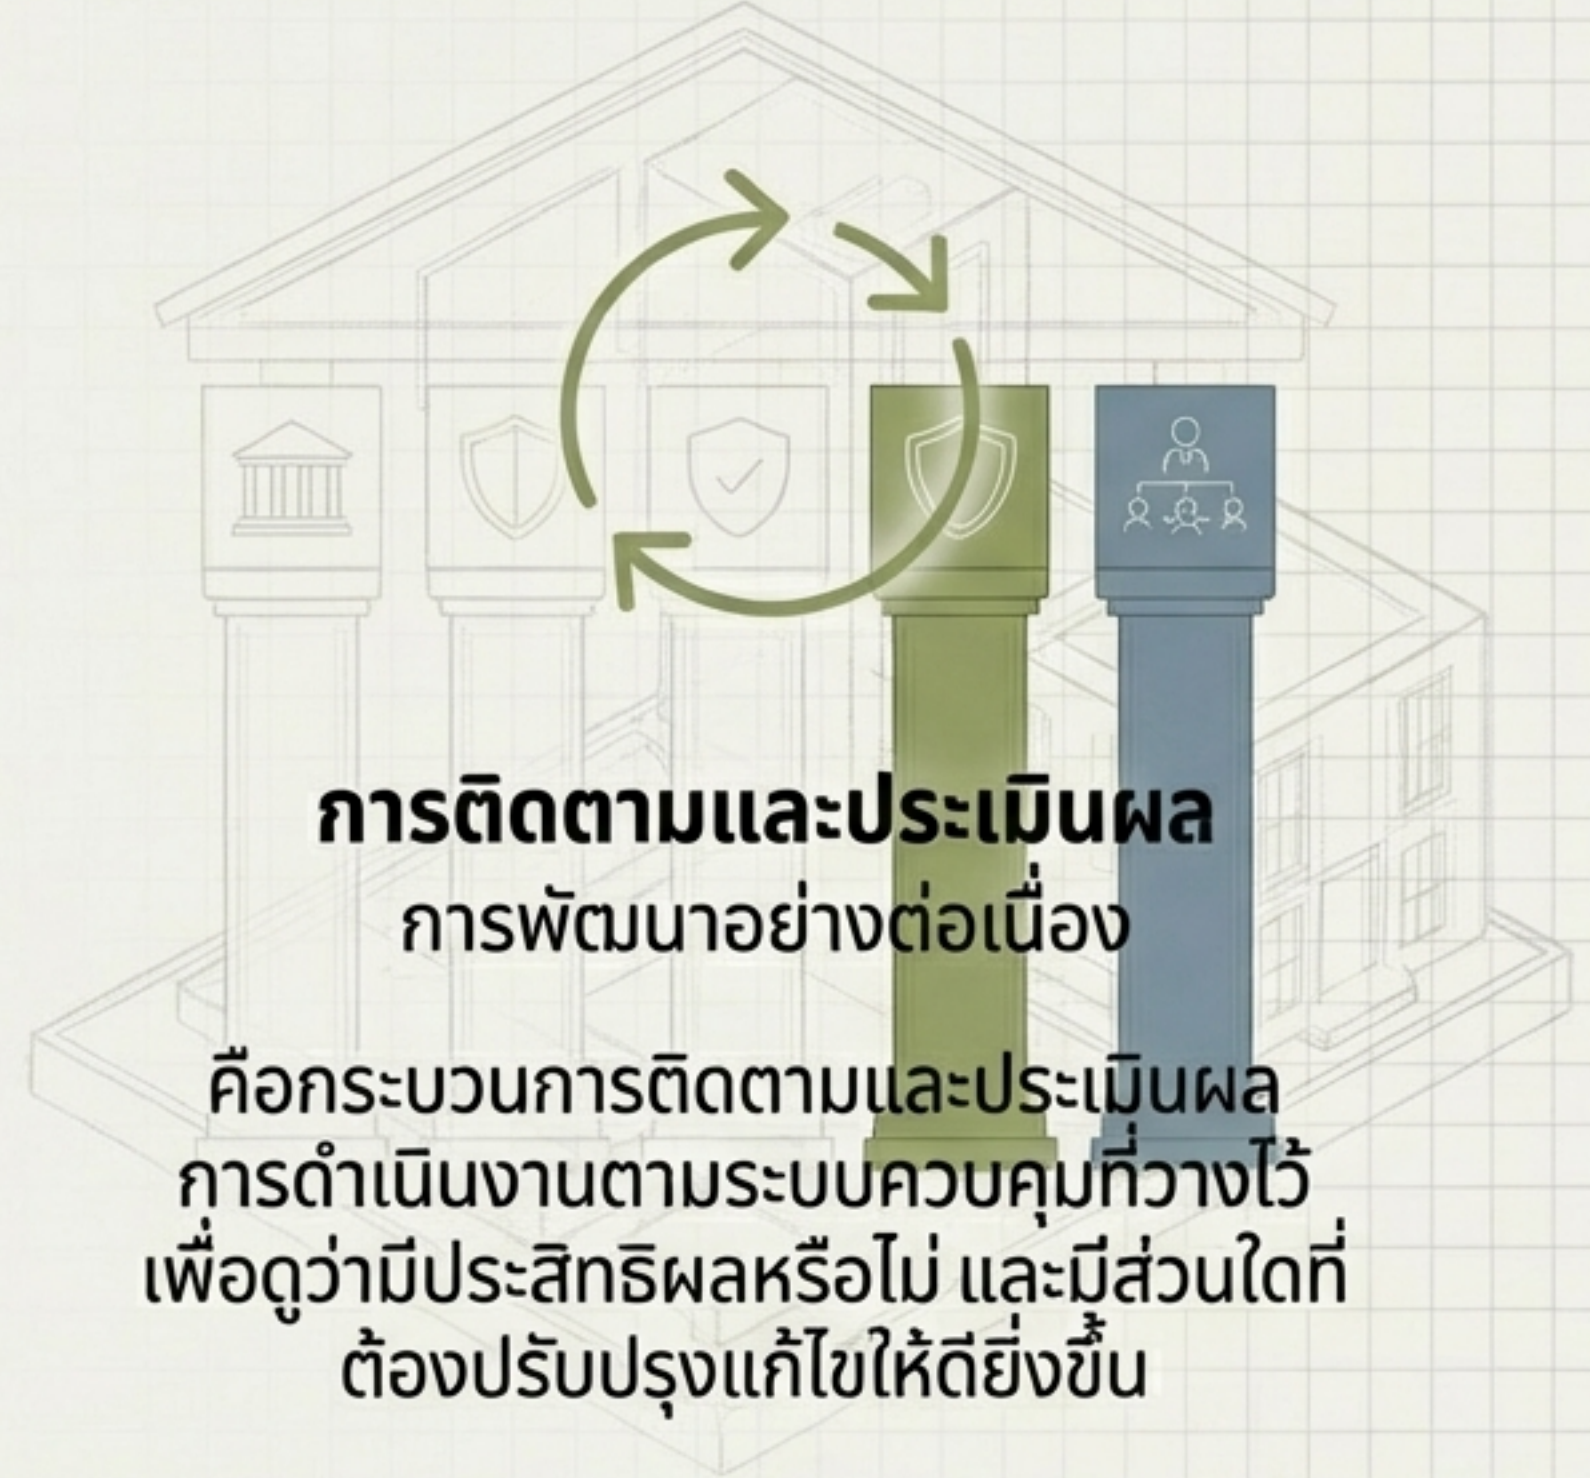 การติดตามและประเมินผล
การพัฒนาอย่างต่อเนื่อง
คือกระบวนการติดตามและประเมินผล
การดำเนินงานตามระบบควบคุมที่วางไว้
เพื่อดูว่ามีประสิทธิผลหรือไม่ และมีส่วนใดที่
ต้องปรับปรุงแก้ไขให้ดียิ่งขึ้น